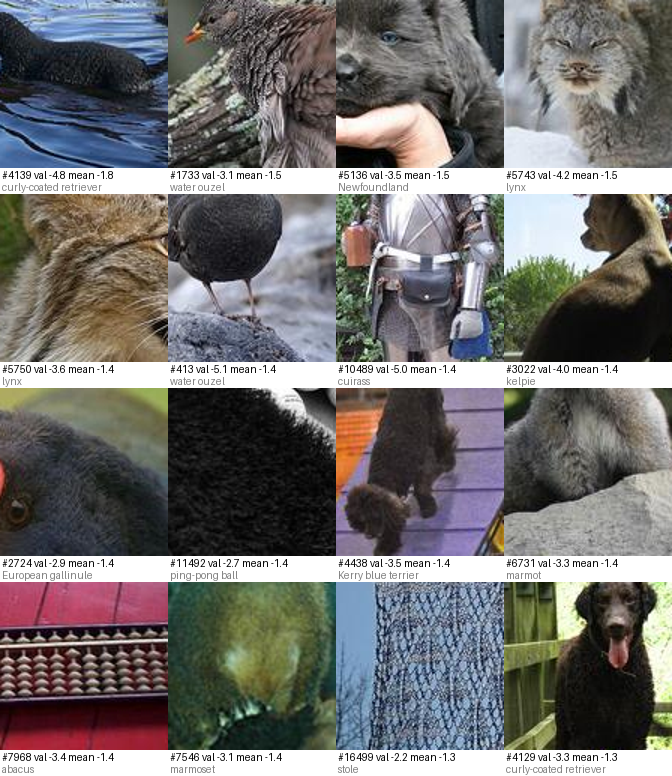 #4139 val -4.8 mean -1.8
curly-coated retriever
#1733 val -3.1 mean -1.5
water ouzel
#5136 val -3.5 mean -1.5
Newfoundland
#5743 val -4.2 mean -1.5
lynx
#5750 val -3.6 mean -1.4
lynx
#413 val -5.1 mean -1.4
water ouzel
#10489 val -5.0 mean -1.4
cuirass
#3022 val -4.0 mean -1.4
kelpie
#2724 val -2.9 mean -1.4
European gallinule
#11492 val -2.7 mean -1.4
ping-pong ball
#4438 val -3.5 mean -1.4
Kerry blue terrier
#6731 val -3.3 mean -1.4
marmot
#7968 val -3.4 mean -1.4
abacus
#7546 val -3.1 mean -1.4
marmoset
#16499 val -2.2 mean -1.3
stole
#4129 val -3.3 mean -1.3
curly-coated retriever